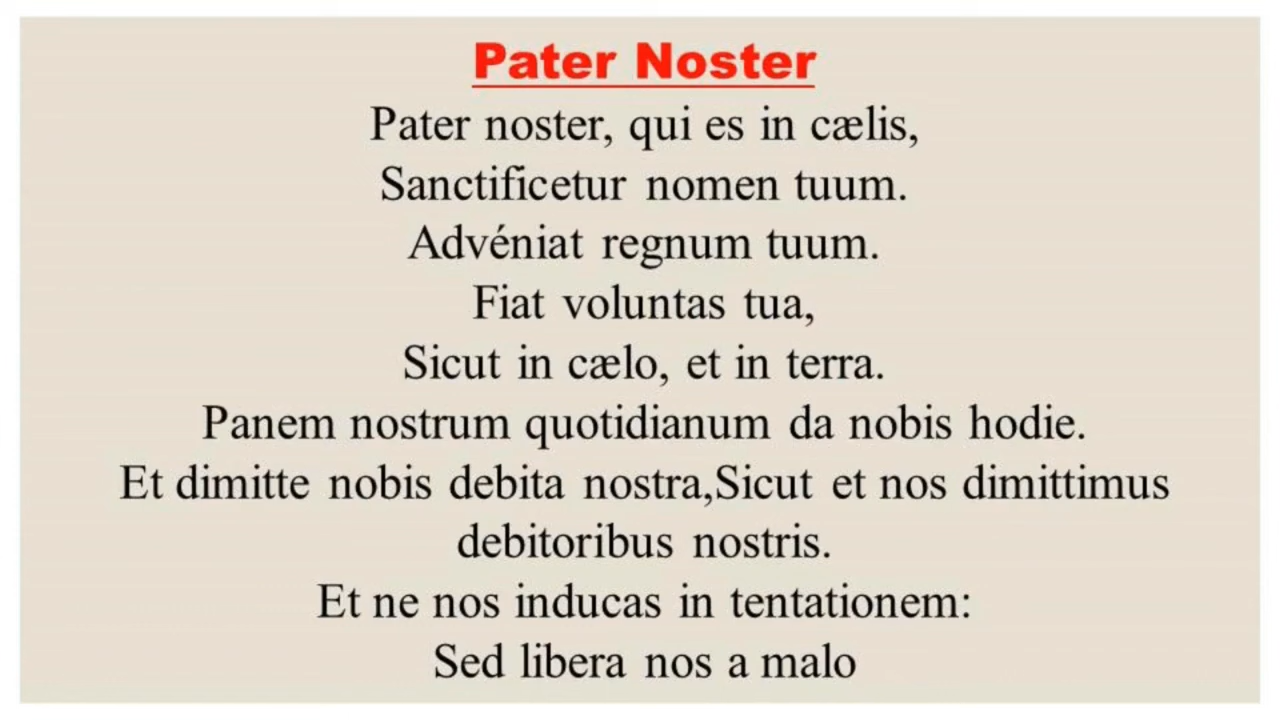 Pater Noster
Pater noster, qui es in cælis,
Sanctificetur nomen tuum.
Advéniat regnum tuum.
Fiat voluntas tua,
Sicut in cælo, et in terra.
Panem nostrum quotidianum da nobis hodie.
Et dimitte nobis debita nostra,Sicut et nos dimittimus
debitoribus nostris.
Et ne nos inducas in tentationem:
Sed libera nos a malo